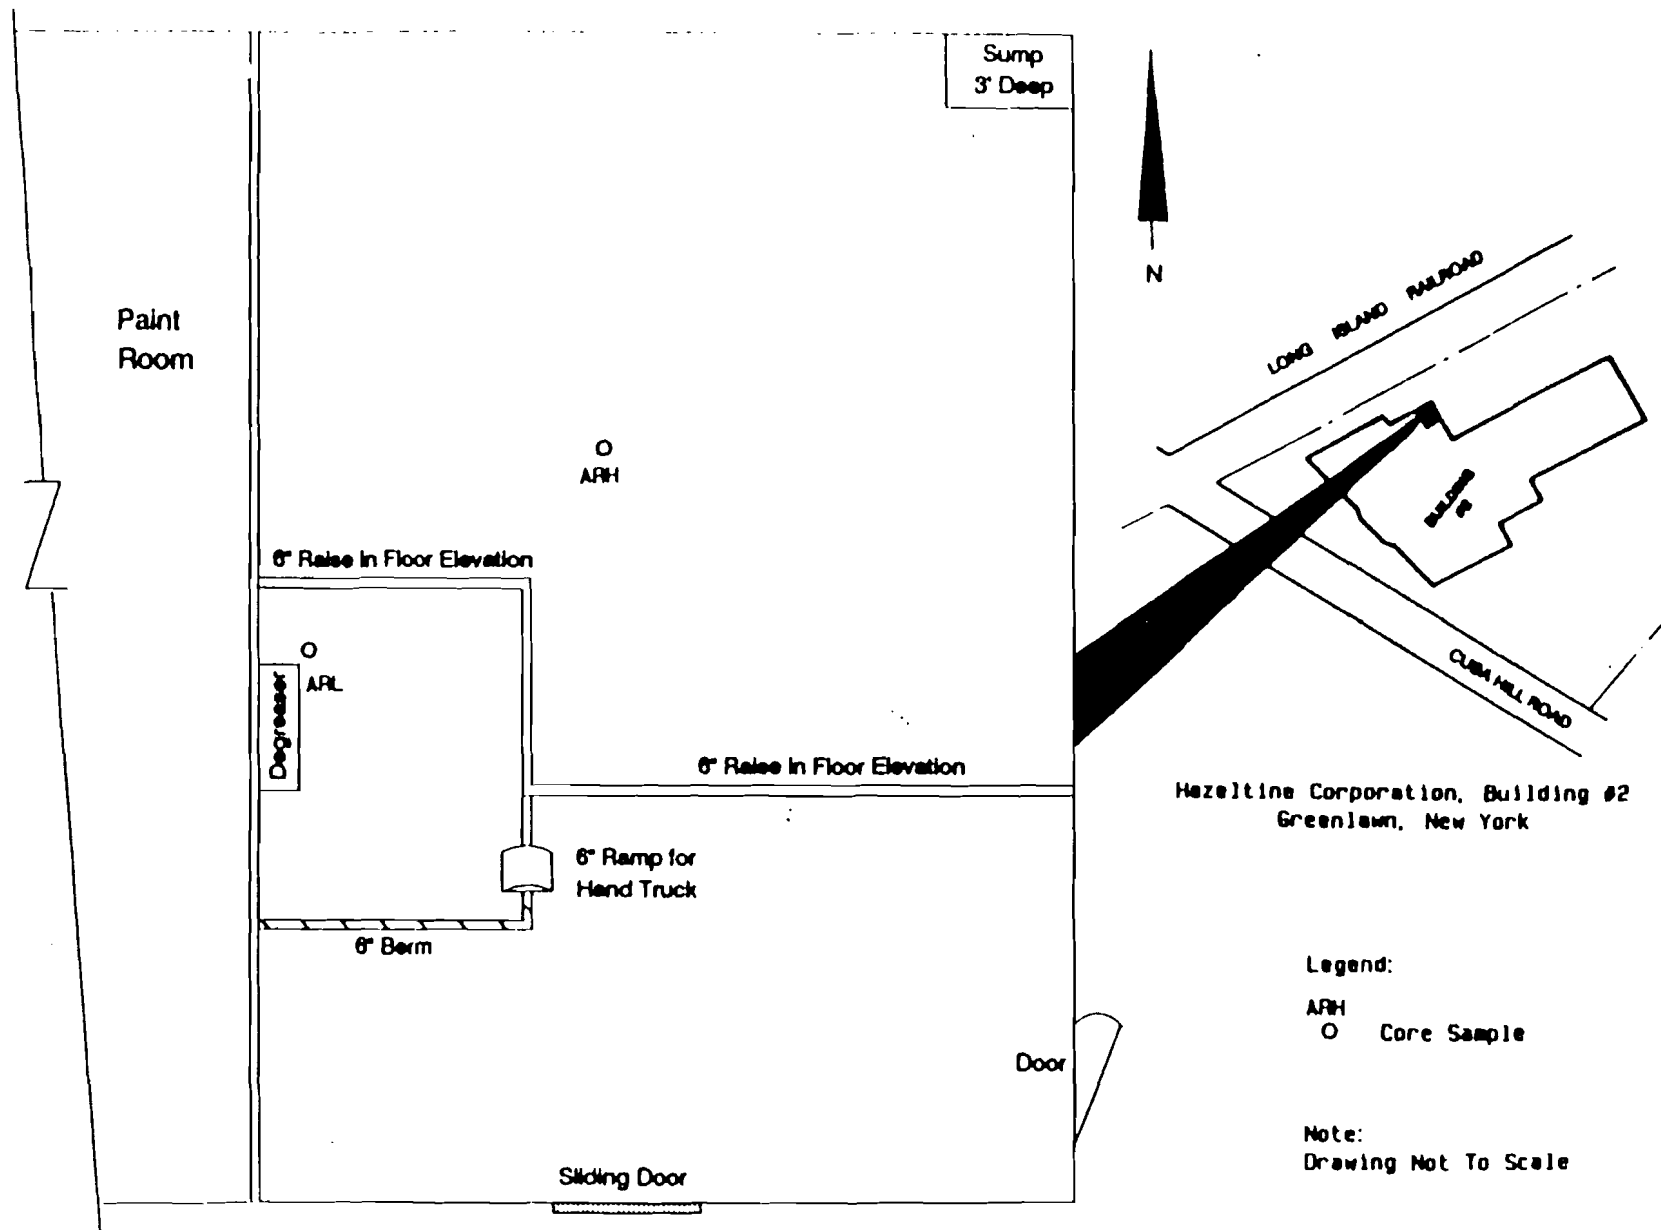 Sump
3' Deep
N
LONG ISLAND RAILROAD
Paint
Room
ARH
BUILDING
#2
6" Raise In Floor Elevation
ARL
Degreaser
CUBA HILL ROAD
6" Raise In Floor Elevation
Hazeltine Corporation, Building #2
Greenlawn, New York
6" Ramp for
Hand Truck
6" Berm
Legend:
ARH
Core Sample
Door
Note:
Drawing Not To Scale
Sliding Door